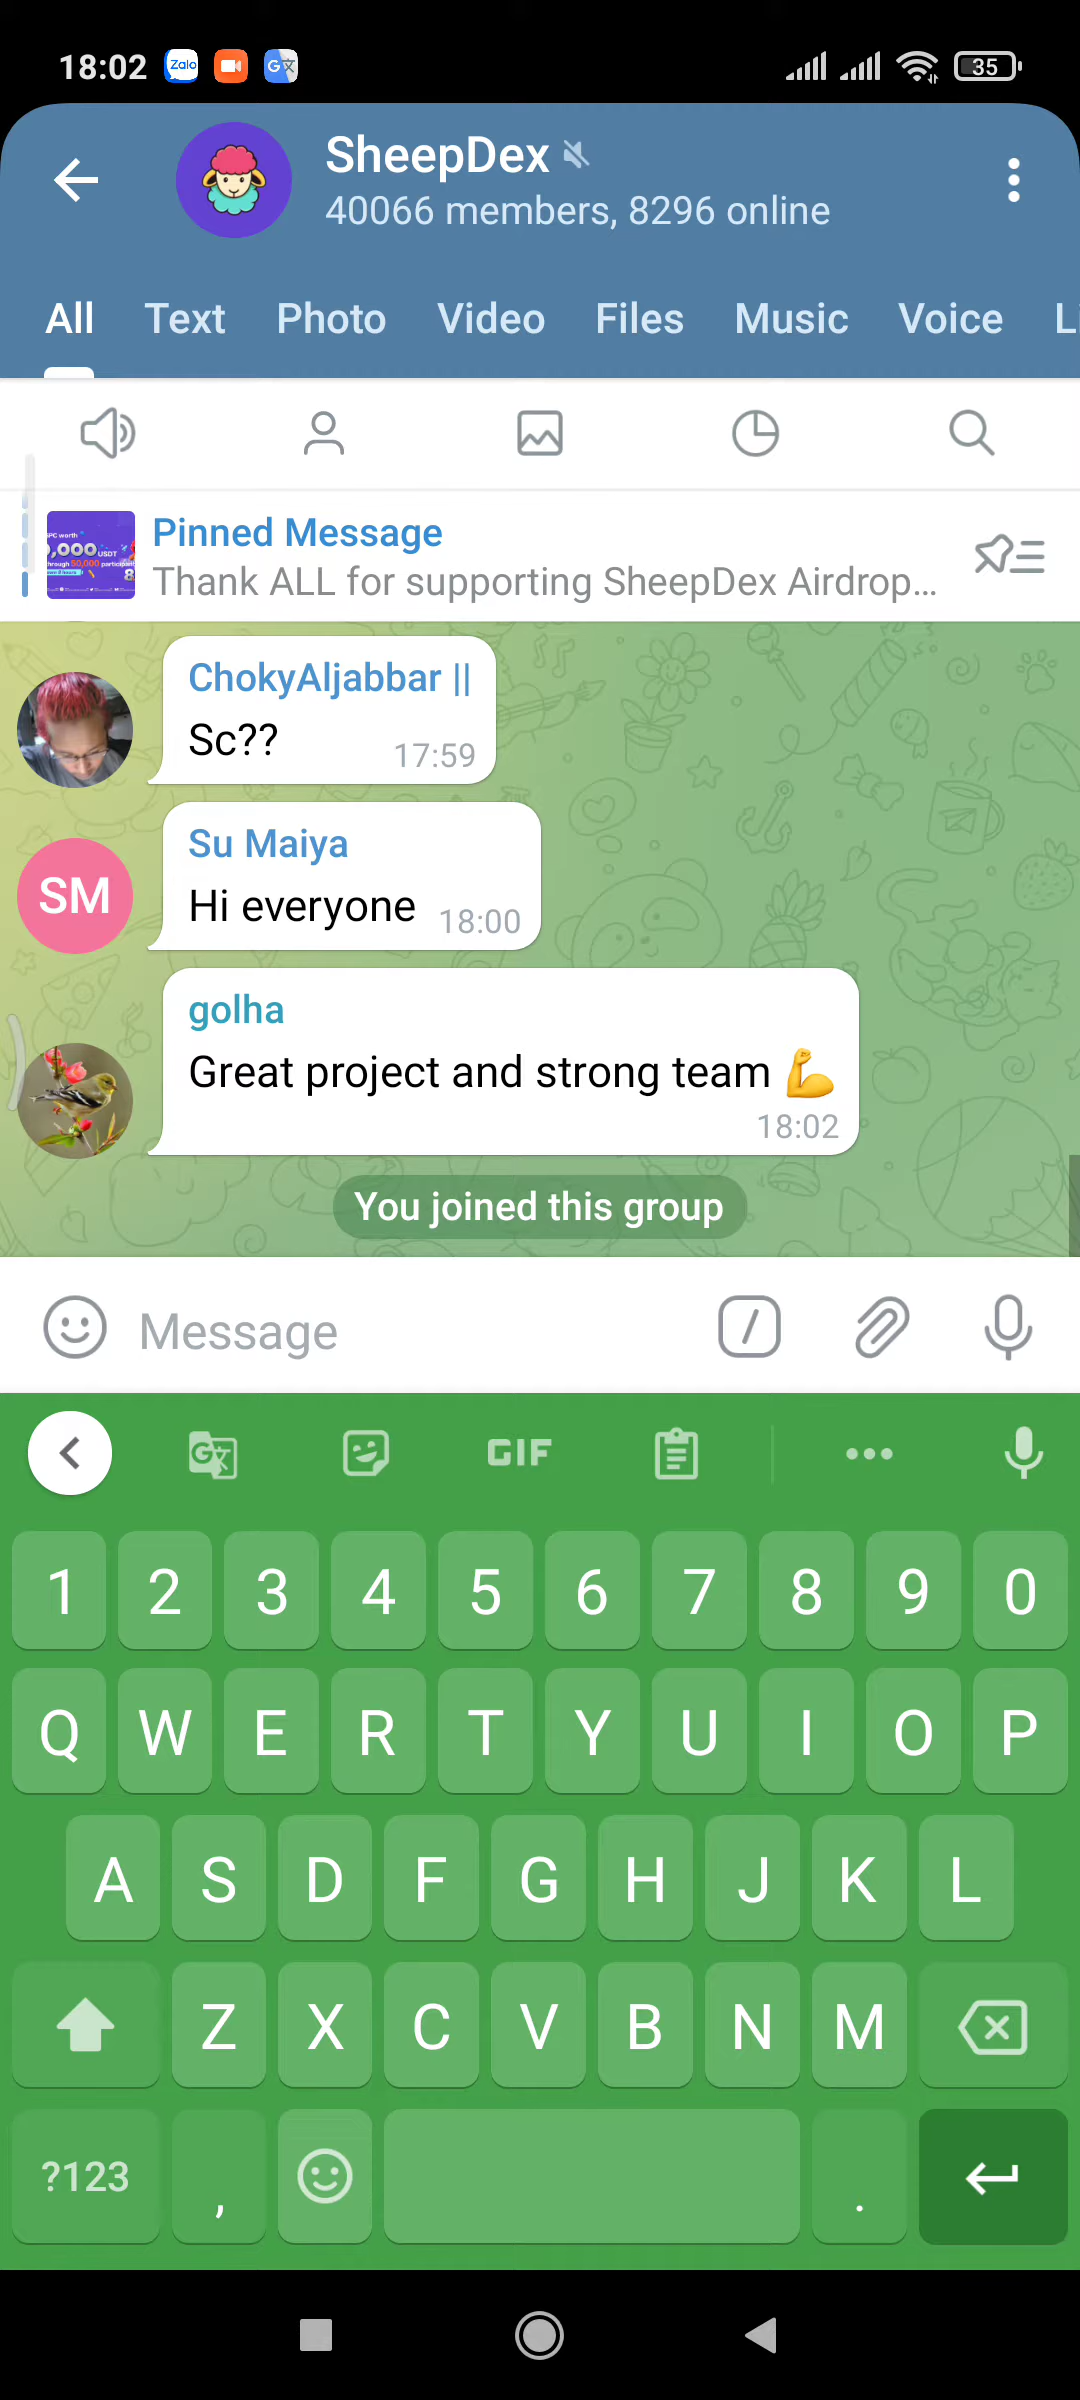 18:02 Zalo 35
SheepDex
40066 members, 8296 online
All Text Photo Video Files Music Voice
Pinned Message
Thank ALL for supporting SheepDex Airdrop...
ChokyAljabbar ||
Sc??
17:59
SM
Su Maiya
Hi everyone
18:00
golha
Great project and strong team 💪
18:02
You joined this group
Message
/
GIF
1 2 3 4 5 6 7 8 9 0
Q W E R T Y U I O P
A S D F G H J K L
Z X C V B N M
?123 , .